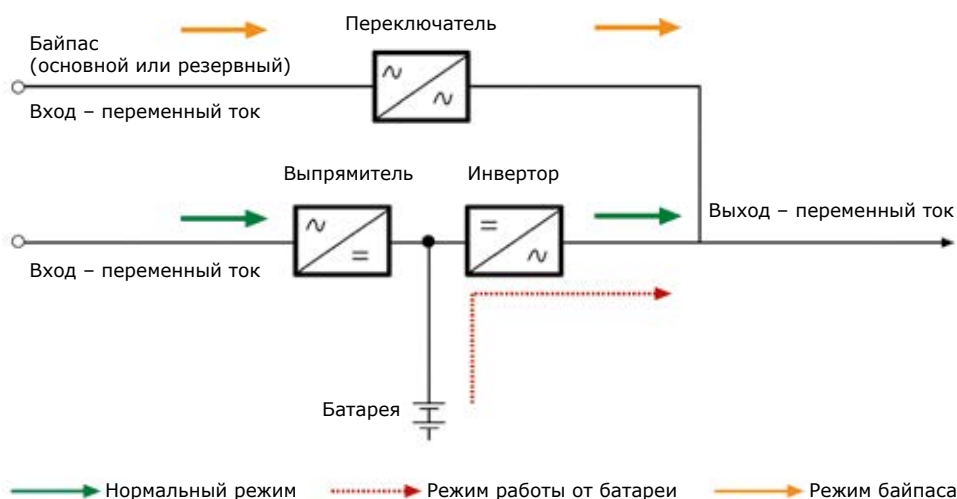 Переключатель
Байпас
(основной или резервный)
Вход – переменный ток
Выпрямитель
Инвертор
Выход – переменный ток
Вход – переменный ток
Батарея
Нормальный режим
Режим работы от батареи
Режим байпаса